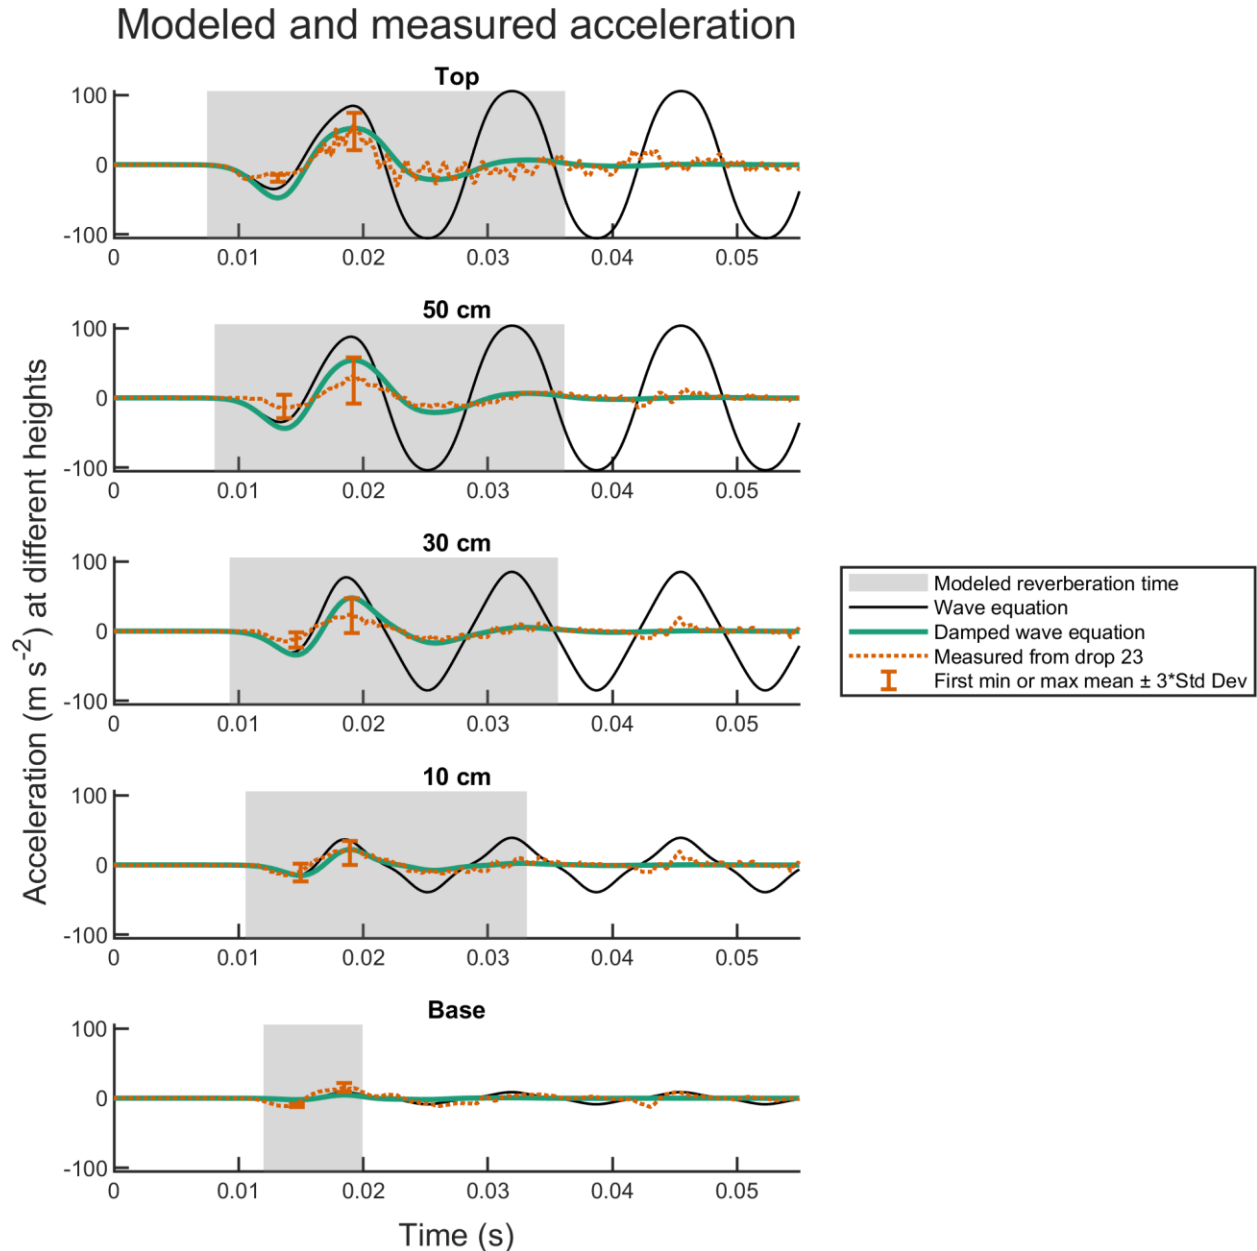 Modeled and measured acceleration
Top
100
0
-100
0 0.01 0.02 0.03 0.04 0.05
50 cm
100
0
-100
0 0.01 0.02 0.03 0.04 0.05
30 cm
100
0
-100
0 0.01 0.02 0.03 0.04 0.05
10 cm
100
0
-100
0 0.01 0.02 0.03 0.04 0.05
Base
100
0
-100
0 0.01 0.02 0.03 0.04 0.05
Time (s)
Acceleration (m s⁻²) at different heights
Modeled reverberation time
Wave equation
Damped wave equation
Measured from drop 23
First min or max mean ± 3*Std Dev